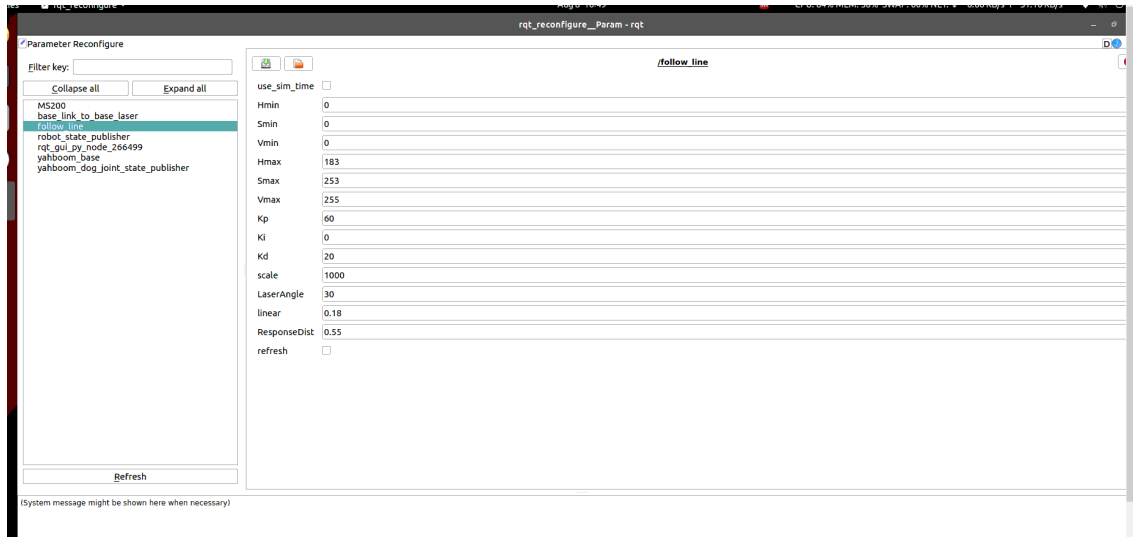 rqt_reconfigure__Param - rqt
Parameter Reconfigure
D
Filter key:
/follow_line
Collapse all
Expand all
MS200
base_link_to_base_laser
follow_line
robot_state_publisher
rqt_gui_py_node_266499
yahboom_base
yahboom_dog_joint_state_publisher
use_sim_time
Hmin 0
Smin 0
Vmin 0
Hmax 183
Smax 253
Vmax 255
Kp 60
Ki 0
Kd 20
scale 1000
LaserAngle 30
linear 0.18
ResponseDist 0.55
refresh
Refresh
(System message might be shown here when necessary)